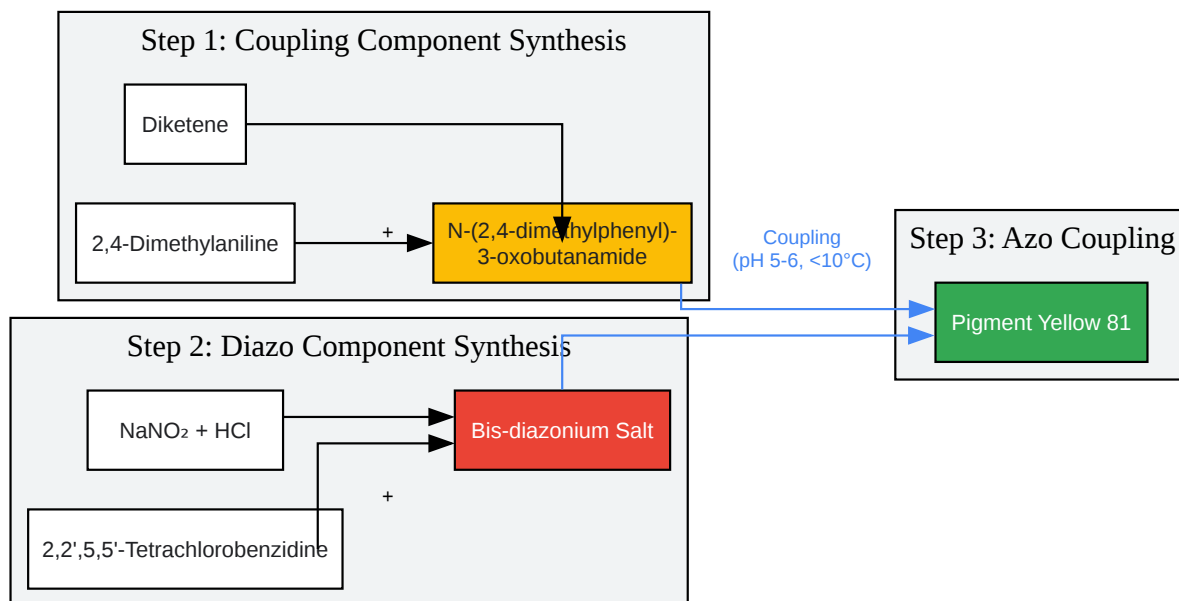 Step 1: Coupling Component Synthesis
Diketene
2,4-Dimethylaniline
+
N-(2,4-dimethylphenyl)-
3-oxobutanamide
Coupling
(pH 5-6, <10°C)
Step 3: Azo Coupling
Pigment Yellow 81
Step 2: Diazo Component Synthesis
NaNO₂ + HCl
Bis-diazonium Salt
+
2,2',5,5'-Tetrachlorobenzidine